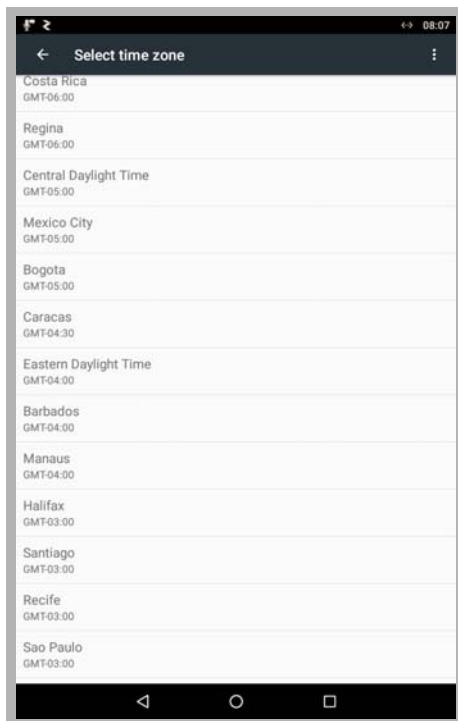 08:07
Select time zone
Costa Rica
GMT-06:00
Regina
GMT-06:00
Central Daylight Time
GMT-05:00
Mexico City
GMT-05:00
Bogota
GMT-05:00
Caracas
GMT-04:30
Eastern Daylight Time
GMT-04:00
Barbados
GMT-04:00
Manaus
GMT-04:00
Halifax
GMT-03:00
Santiago
GMT-03:00
Recife
GMT-03:00
Sao Paulo
GMT-03:00